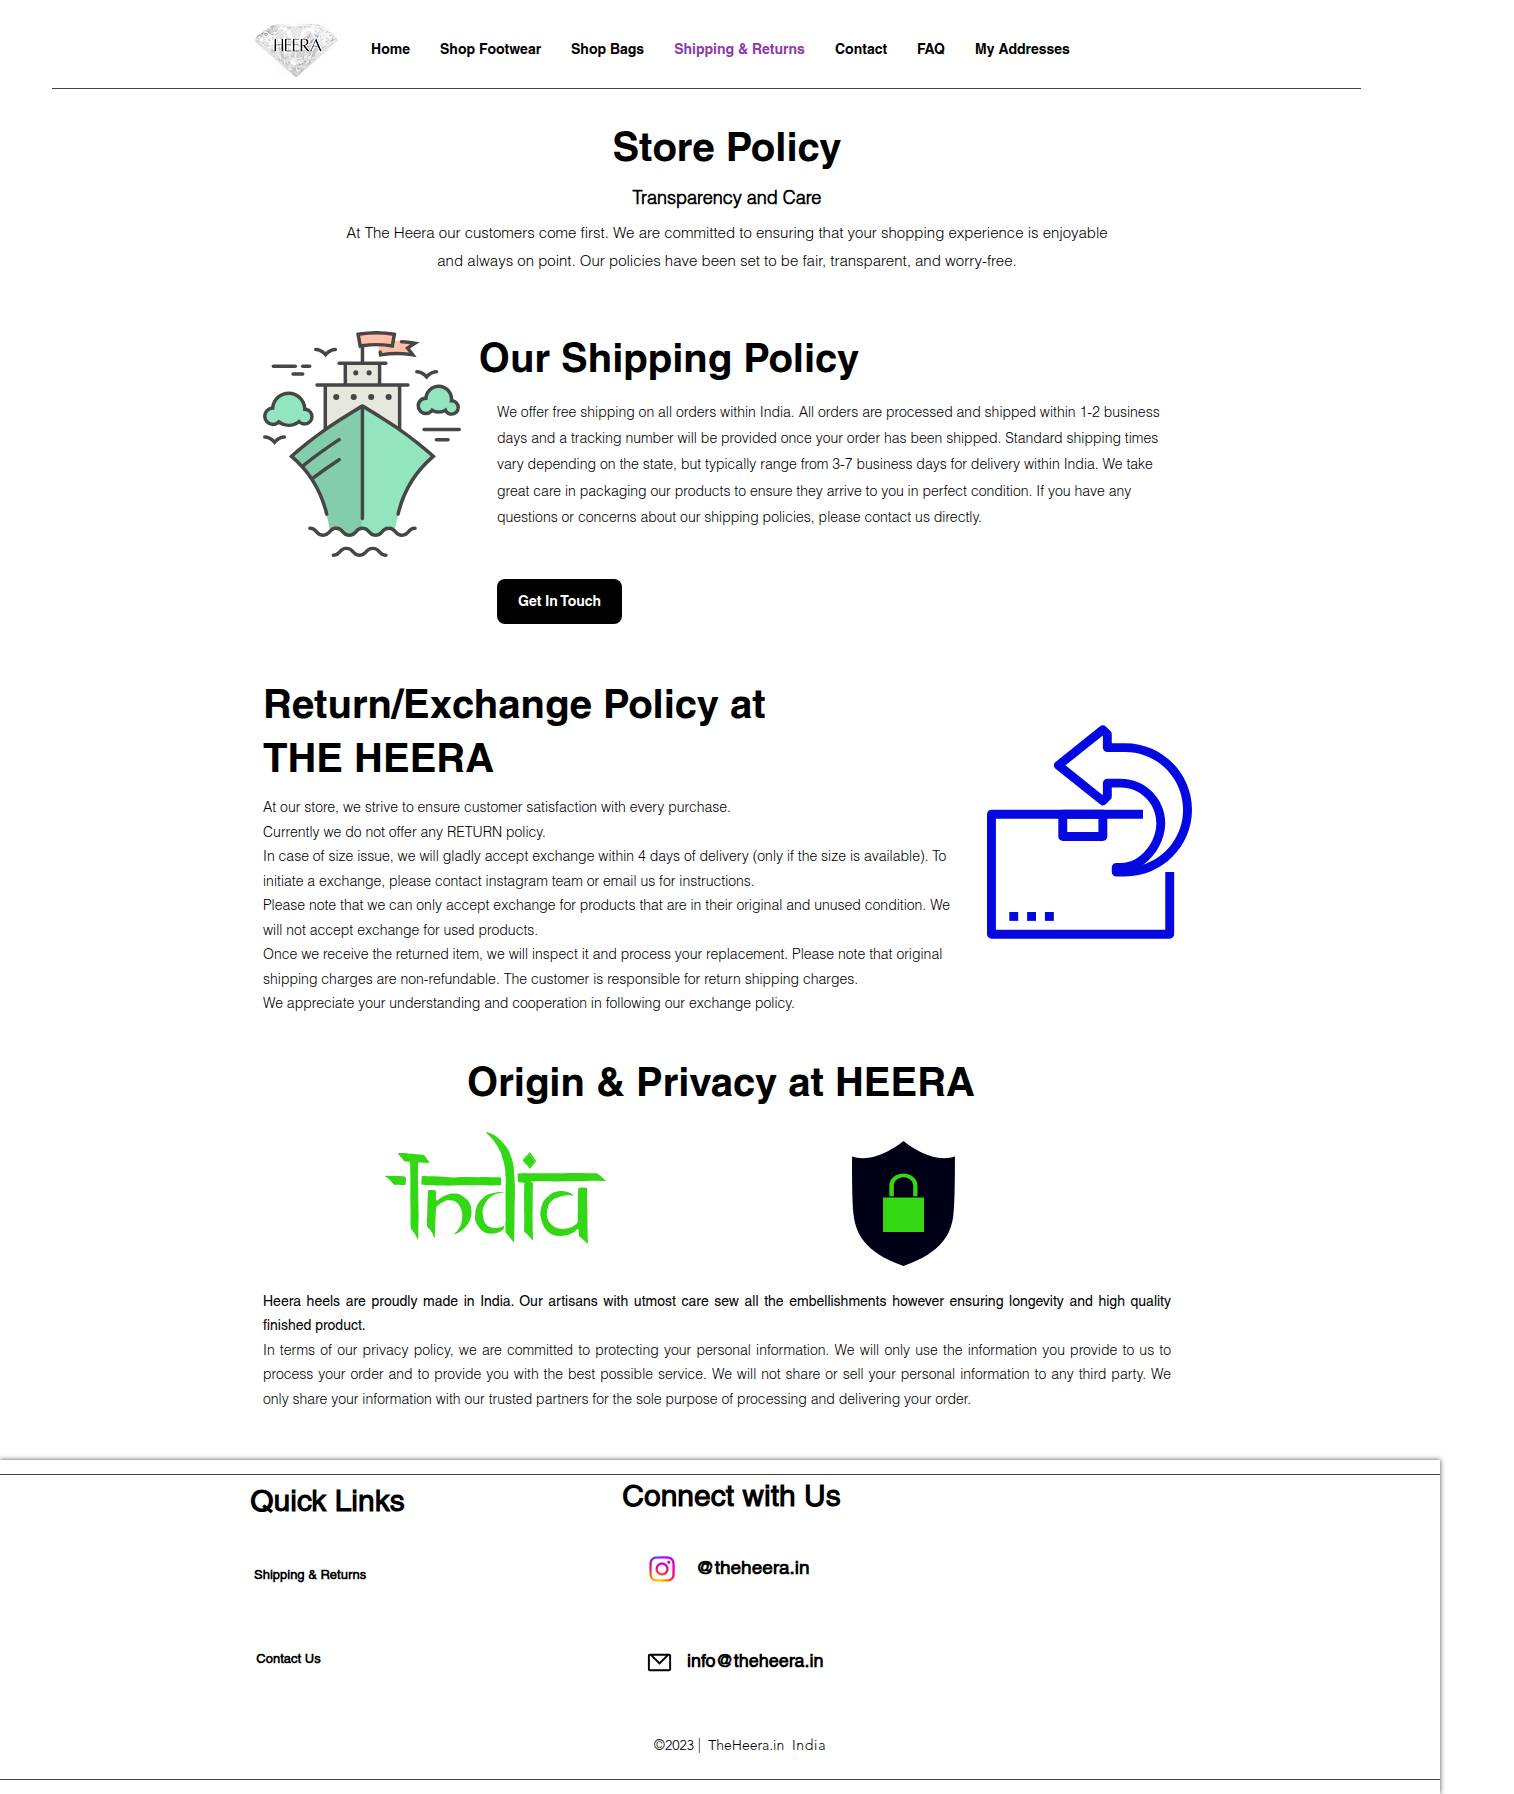 HEERA
Home
Shop Footwear
Shop Bags
Shipping & Returns
Contact
FAQ
My Addresses
Store Policy
Transparency and Care
At The Heera our customers come first. We are committed to ensuring that your shopping experience is enjoyable
and always on point. Our policies have been set to be fair, transparent, and worry-free.
Our Shipping Policy
We offer free shipping on all orders within India. All orders are processed and shipped within 1-2 business
days and a tracking number will be provided once your order has been shipped. Standard shipping times
vary depending on the state, but typically range from 3-7 business days for delivery within India. We take
great care in packaging our products to ensure they arrive to you in perfect condition. If you have any
questions or concerns about our shipping policies, please contact us directly.
Get In Touch
Return/Exchange Policy at
THE HEERA
At our store, we strive to ensure customer satisfaction with every purchase.
Currently we do not offer any RETURN policy.
In case of size issue, we will gladly accept exchange within 4 days of delivery (only if the size is available). To
initiate a exchange, please contact instagram team or email us for instructions.
Please note that we can only accept exchange for products that are in their original and unused condition. We
will not accept exchange for used products.
Once we receive the returned item, we will inspect it and process your replacement. Please note that original
shipping charges are non-refundable. The customer is responsible for return shipping charges.
We appreciate your understanding and cooperation in following our exchange policy.
Origin & Privacy at HEERA
India
Heera heels are proudly made in India. Our artisans with utmost care sew all the embellishments however ensuring longevity and high quality
finished product.
In terms of our privacy policy, we are committed to protecting your personal information. We will only use the information you provide to us to
process your order and to provide you with the best possible service. We will not share or sell your personal information to any third party. We
only share your information with our trusted partners for the sole purpose of processing and delivering your order.
Quick Links
Shipping & Returns
Contact Us
Connect with Us
@theheera.in
info@theheera.in
©2023 | TheHeera.in India